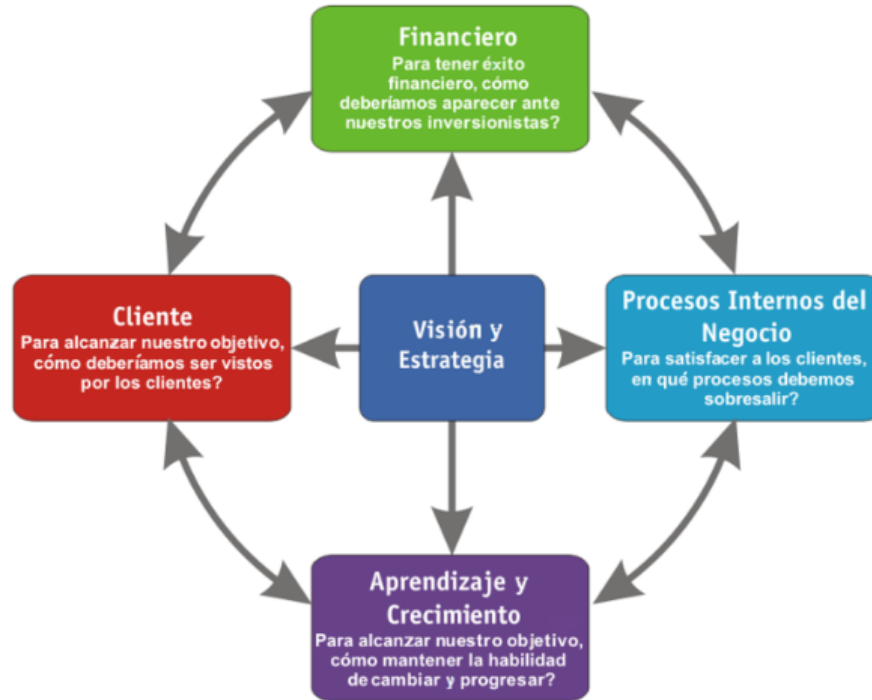 Financiero
Para tener éxito
financiero, cómo
deberíamos aparecer ante
nuestros inversionistas?
Cliente
Para alcanzar nuestro objetivo,
cómo deberíamos ser vistos
por los clientes?
Visión y
Estrategia
Procesos Internos del
Negocio
Para satisfacer a los clientes,
en qué procesos debemos
sobresalir?
Aprendizaje y
Crecimiento
Para alcanzar nuestro objetivo,
cómo mantener la habilidad
de cambiar y progresar?